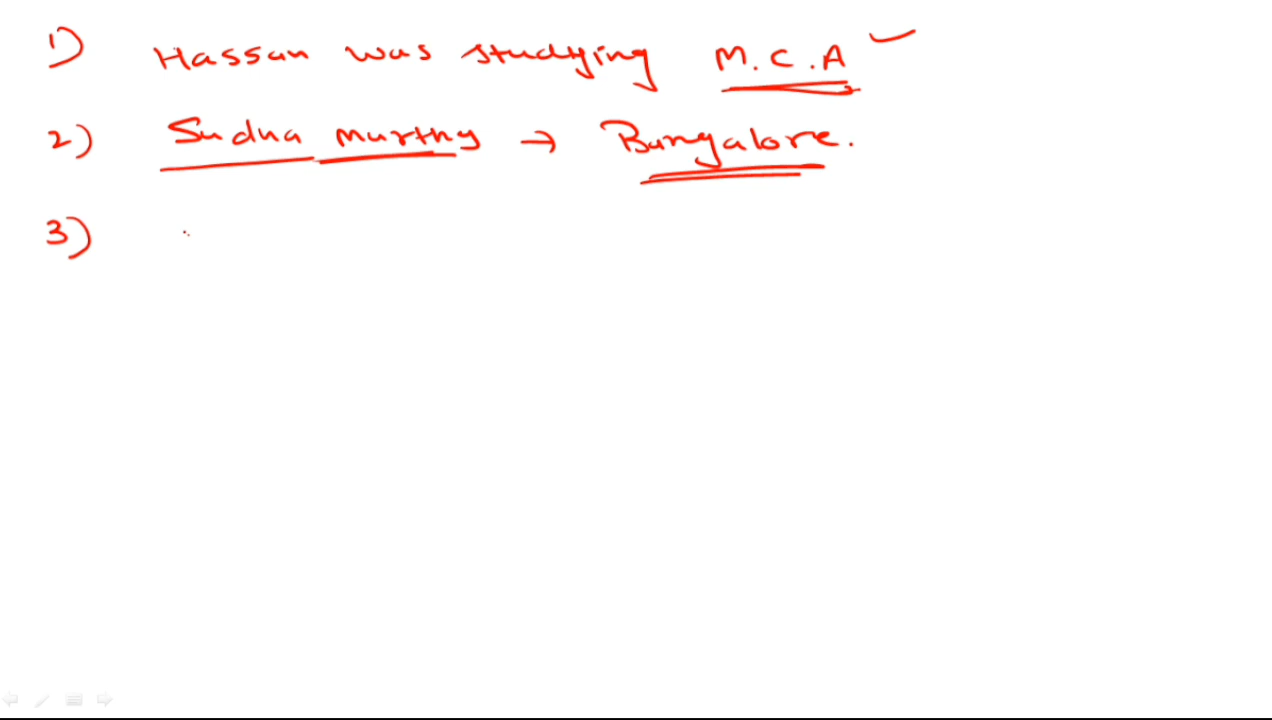 1) Hassan was studying M.C.A
2) Sudha Murthy → Bangalore.
3)